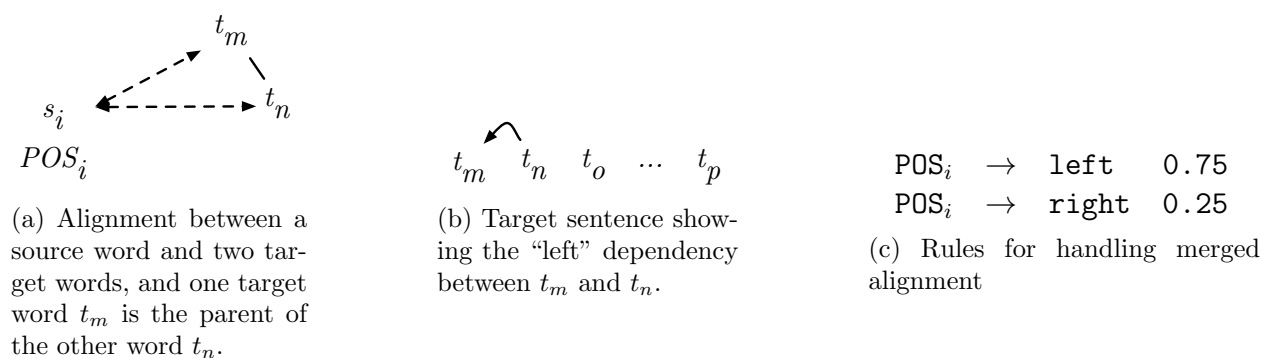 t_m
t_n
s_i
POS_i
(a) Alignment between a
source word and two tar-
get words, and one target
word t_m is the parent of
the other word t_n.
t_m t_n t_o ... t_p
(b) Target sentence show-
ing the “left” dependency
between t_m and t_n.
POS_i → left 0.75
POS_i → right 0.25
(c) Rules for handling merged
alignment